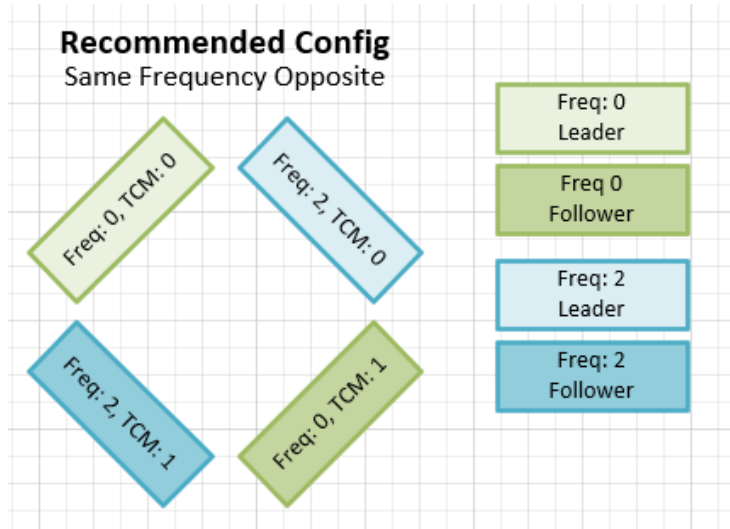 Recommended Config
Same Frequency Opposite
Freq: 0, TCM: 0
Freq: 2, TCM: 0
Freq: 2, TCM: 1
Freq: 0, TCM: 1
Freq: 0
Leader
Freq 0
Follower
Freq: 2
Leader
Freq: 2
Follower